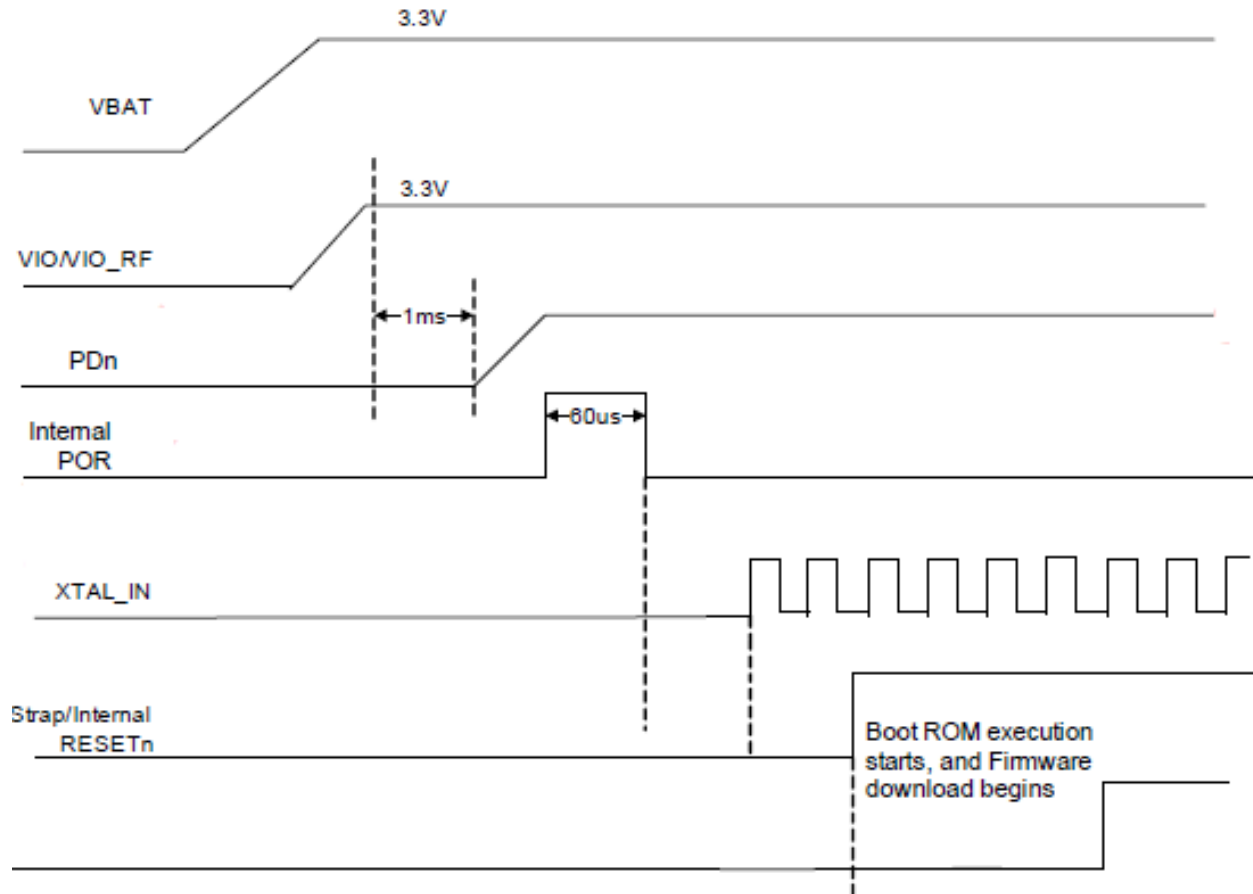 3.3V
VBAT
3.3V
VIO/VIO_RF
1ms
PDn
60us
Internal
POR
XTAL_IN
Strap/Internal
RESETn
Boot ROM execution
starts, and Firmware
download begins